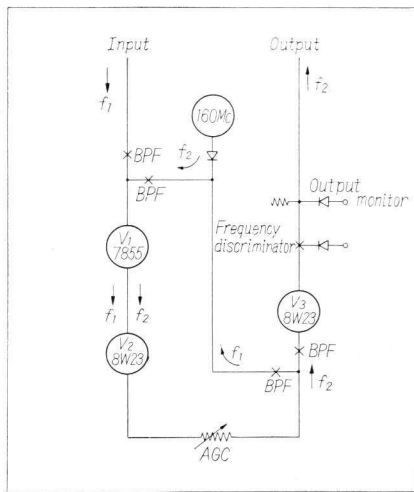 Input
Output
f1
f2
160Mc
f2
BPF
BPF
Output
monitor
Frequency
discriminator
V1
7855
V3
8W23
f1
f2
V2
8W23
f1
BPF
BPF
f2
AGC